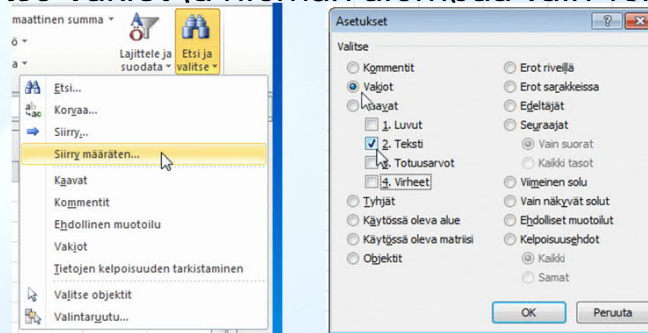 maattinen summa
Lajittele ja suodata
Etsi ja valitse
Etsi...
Korvaa...
Siirry...
Siirry määräten...
Kaavat
Kommentit
Ehdollinen muotoilu
Vakiot
Tietojen kelpoisuuden tarkistaminen
Valitse objektit
Valintaruutu...
Asetukset
Valitse
Kommentit
Vakiot
Kaavat
1. Luvut
2. Teksti
3. Totuusarvot
4. Virheet
Tyhjät
Käytössä oleva alue
Käytössä oleva matriisi
Objektit
Erot riveillä
Erot sarakkeissa
Edeltäjät
Seuraajat
Vain suorat
Kaikki tasot
Viimeinen solu
Vain näkyvät solut
Ehdolliset muotoilut
Kelpoisuusehdot
Kaikki
Samat
OK
Peruuta